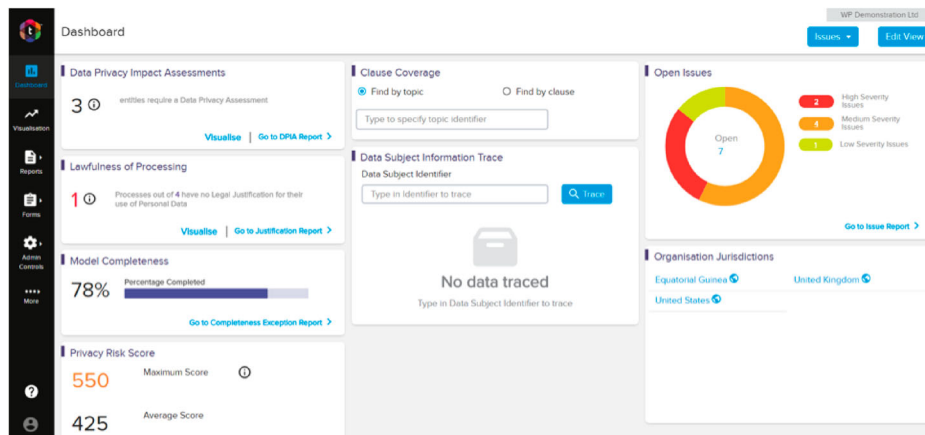 WP Demonstration Ltd
Dashboard
Issues
Edit View
Dashboard
Visualisation
Reports
Forms
Admin
Controls
More
Data Privacy Impact Assessments
3
entities require a Data Privacy Assessment
Visualise | Go to DPIA Report
Lawfulness of Processing
1
Processes out of 4 have no Legal Justification for their
use of Personal Data
Visualise | Go to Justification Report
Model Completeness
78%
Percentage Completed
Go to Completeness Exception Report
Privacy Risk Score
550
Maximum Score
425
Average Score
Clause Coverage
Find by topic
Find by clause
Type to specify topic identifier
Data Subject Information Trace
Data Subject Identifier
Type in Identifier to trace
Trace
No data traced
Type in Data Subject Identifier to trace
Open Issues
Open
7
2 High Severity
Issues
4 Medium Severity
Issues
1 Low Severity Issues
Go to Issue Report
Organisation Jurisdictions
Equatorial Guinea
United Kingdom
United States